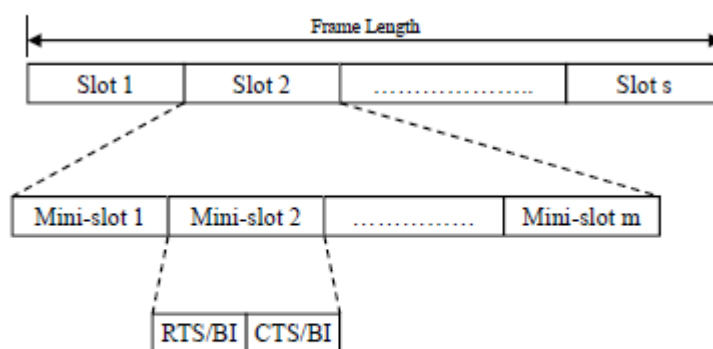 Frame Length
Slot 1 Slot 2 ………………….. Slot s
Mini-slot 1 Mini-slot 2 …………… Mini-slot m
RTS/BI CTS/BI